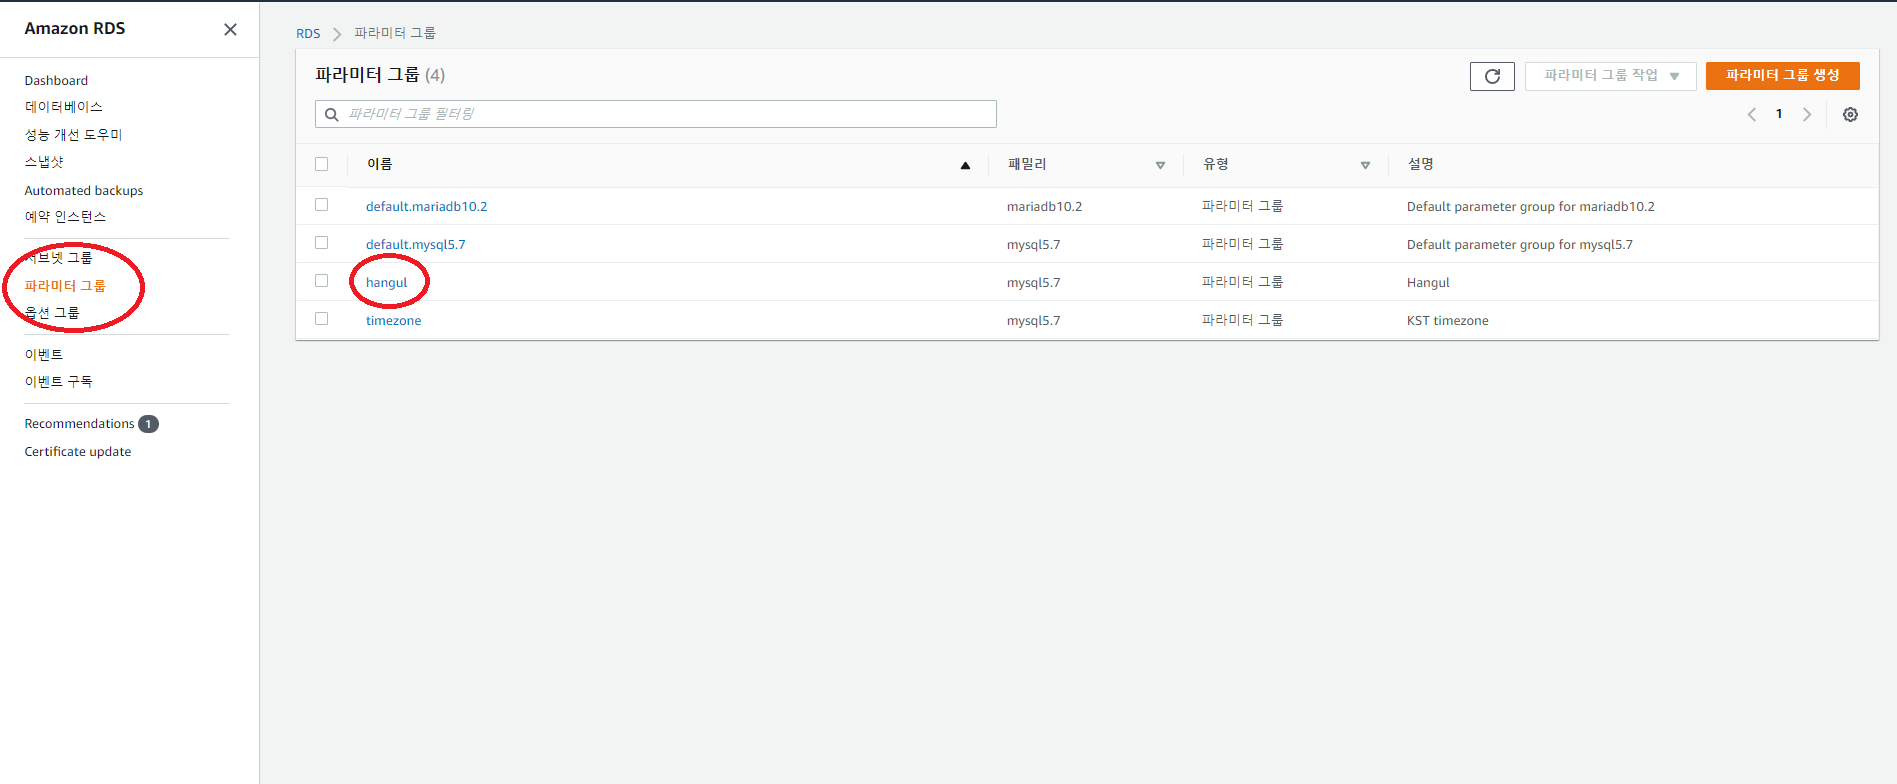 Amazon RDS
Dashboard
데이터베이스
성능 개선 도우미
스냅샷
Automated backups
예약 인스턴스
서브넷 그룹
파라미터 그룹
옵션 그룹
이벤트
이벤트 구독
Recommendations 1
Certificate update
RDS 파라미터 그룹
파라미터 그룹 (4)
파라미터 그룹 작업 파라미터 그룹 생성
파라미터 그룹 필터링
1
이름 패밀리 유형 설명
default.mariadb10.2 mariadb10.2 파라미터 그룹 Default parameter group for mariadb10.2
default.mysql5.7 mysql5.7 파라미터 그룹 Default parameter group for mysql5.7
hangul mysql5.7 파라미터 그룹 Hangul
timezone mysql5.7 파라미터 그룹 KST timezone